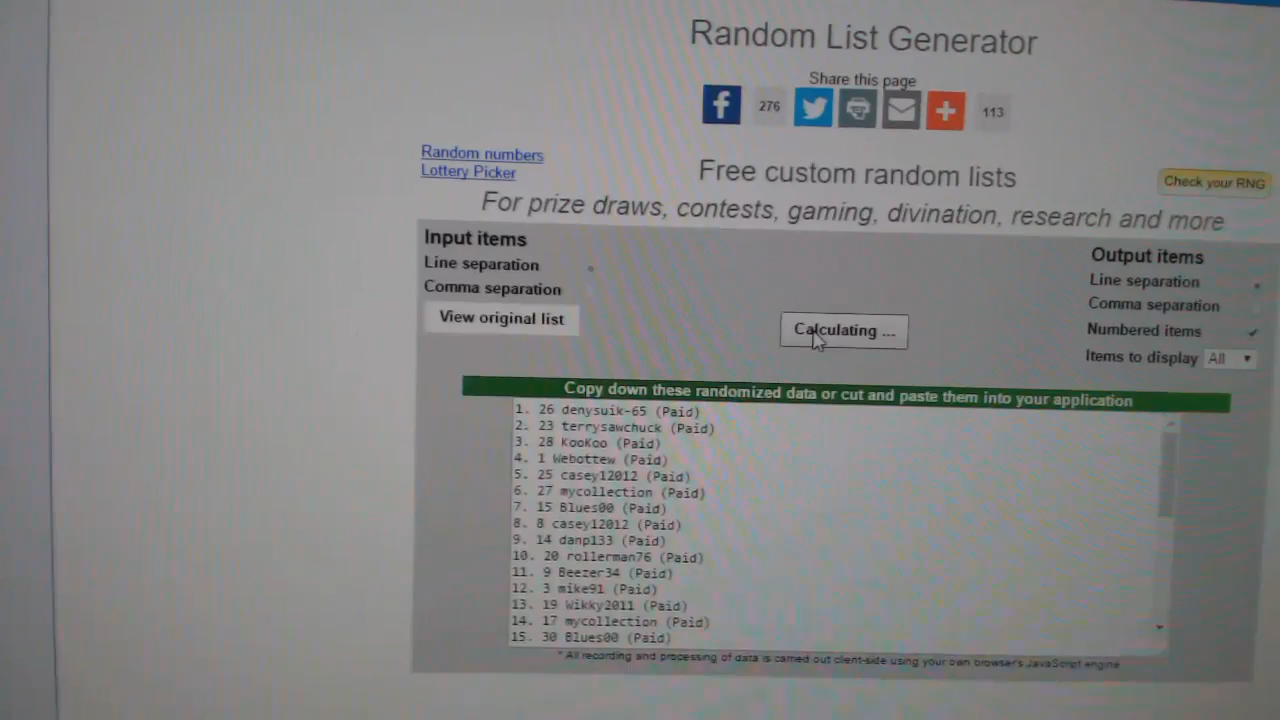 Random List Generator
Share this page
276
113
Random numbers
Lottery Picker
Free custom random lists
Check your RNG
For prize draws, contests, gaming, divination, research and more
Input items
Line separation
Comma separation
View original list
Calculating ...
Output items
Line separation
Comma separation
Numbered items
Items to display All
Copy down these randomized data or cut and paste them into your application
1. 26 denysuik-65 (Paid)
2. 23 terrysawchuck (Paid)
3. 28 KooKoo (Paid)
4. 1 Webottew (Paid)
5. 25 casey12012 (Paid)
6. 27 mycollection (Paid)
7. 15 Blues00 (Paid)
8. 8 casey12012 (Paid)
9. 14 danp133 (Paid)
10. 20 rollerman76 (Paid)
11. 9 Beezer34 (Paid)
12. 3 mike91 (Paid)
13. 19 Wikky2011 (Paid)
14. 17 mycollection (Paid)
15. 30 Blues00 (Paid)
* All recording and processing of data is carried out client-side using your own browser's JavaScript engine